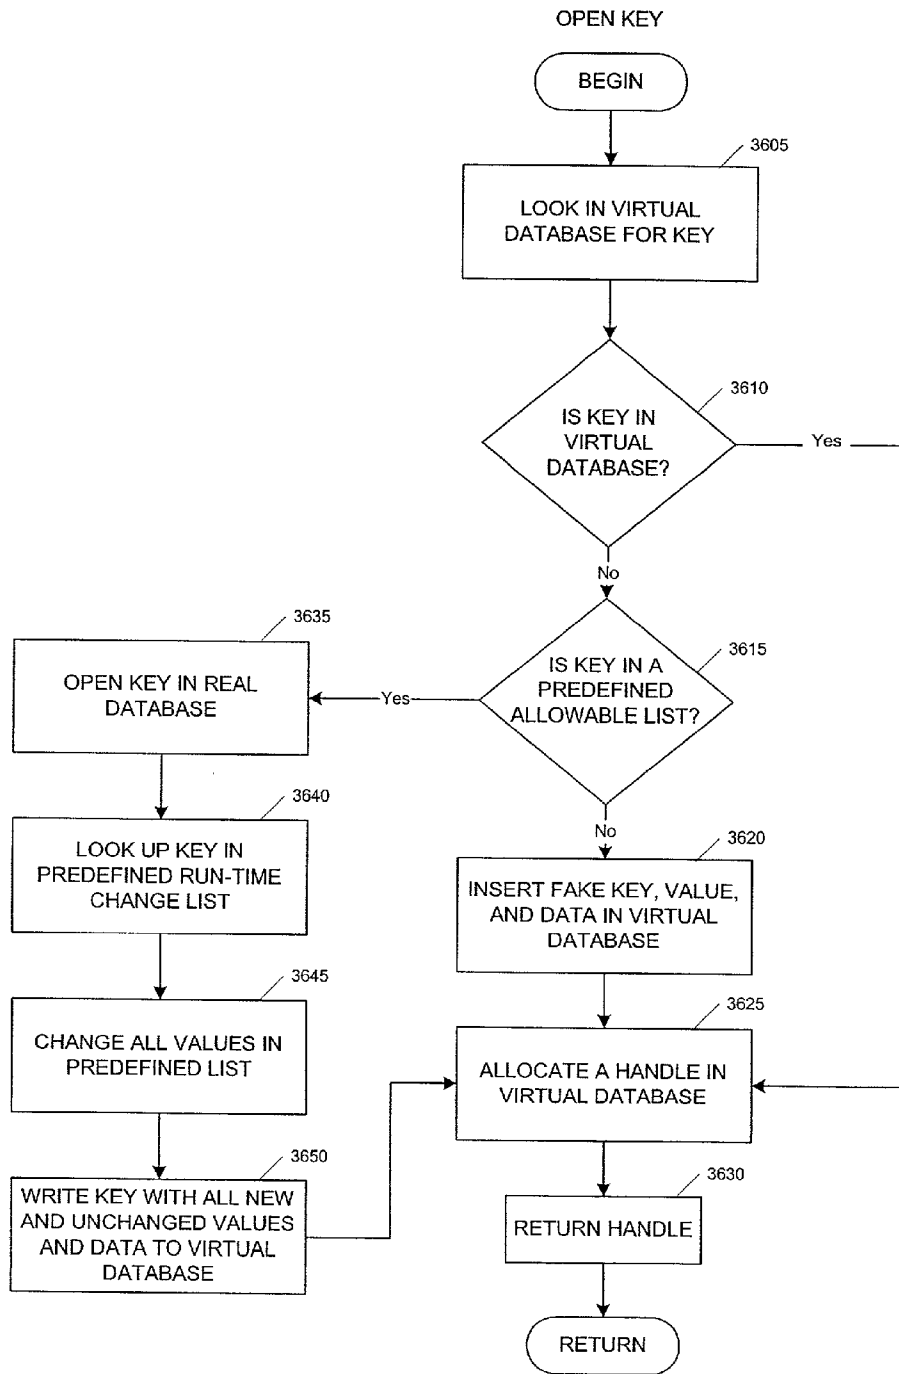 OPEN KEY
BEGIN
3605
LOOK IN VIRTUAL
DATABASE FOR KEY
3610
IS KEY IN
VIRTUAL
DATABASE?
Yes
No
3615
IS KEY IN A
PREDEFINED
ALLOWABLE LIST?
Yes
3635
OPEN KEY IN REAL
DATABASE
3640
LOOK UP KEY IN
PREDEFINED RUN-TIME
CHANGE LIST
3645
CHANGE ALL VALUES IN
PREDEFINED LIST
3650
WRITE KEY WITH ALL NEW
AND UNCHANGED VALUES
AND DATA TO VIRTUAL
DATABASE
No
3620
INSERT FAKE KEY, VALUE,
AND DATA IN VIRTUAL
DATABASE
3625
ALLOCATE A HANDLE IN
VIRTUAL DATABASE
3630
RETURN HANDLE
RETURN